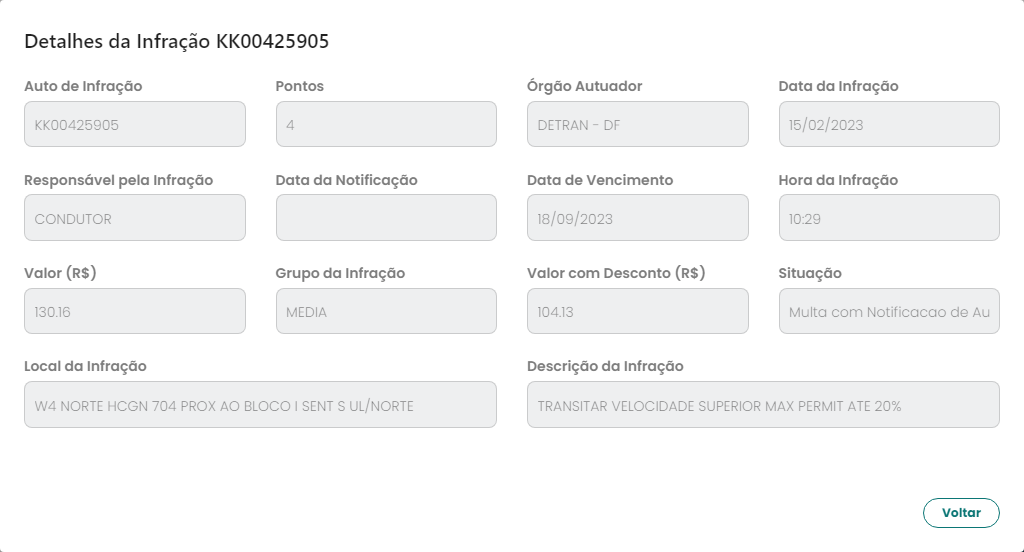 Detalhes da Infração KK00425905
Auto de Infração
KK00425905
Pontos
4
Órgão Autuador
DETRAN - DF
Data da Infração
15/02/2023
Responsável pela Infração
CONDUTOR
Data da Notificação
Data de Vencimento
18/09/2023
Hora da Infração
10:29
Valor (R$)
130.16
Grupo da Infração
MEDIA
Valor com Desconto (R$)
104.13
Situação
Multa com Notificacao de Au
Local da Infração
W4 NORTE HCGN 704 PROX AO BLOCO I SENT S UL/NORTE
Descrição da Infração
TRANSITAR VELOCIDADE SUPERIOR MAX PERMIT ATE 20%
Voltar